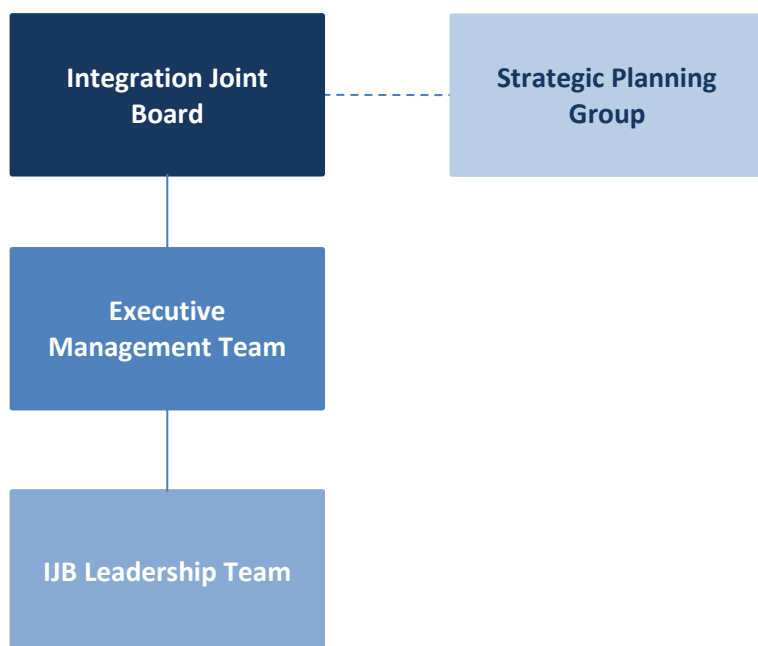 Integration Joint
Board
Strategic Planning
Group
Executive
Management Team
IJB Leadership Team